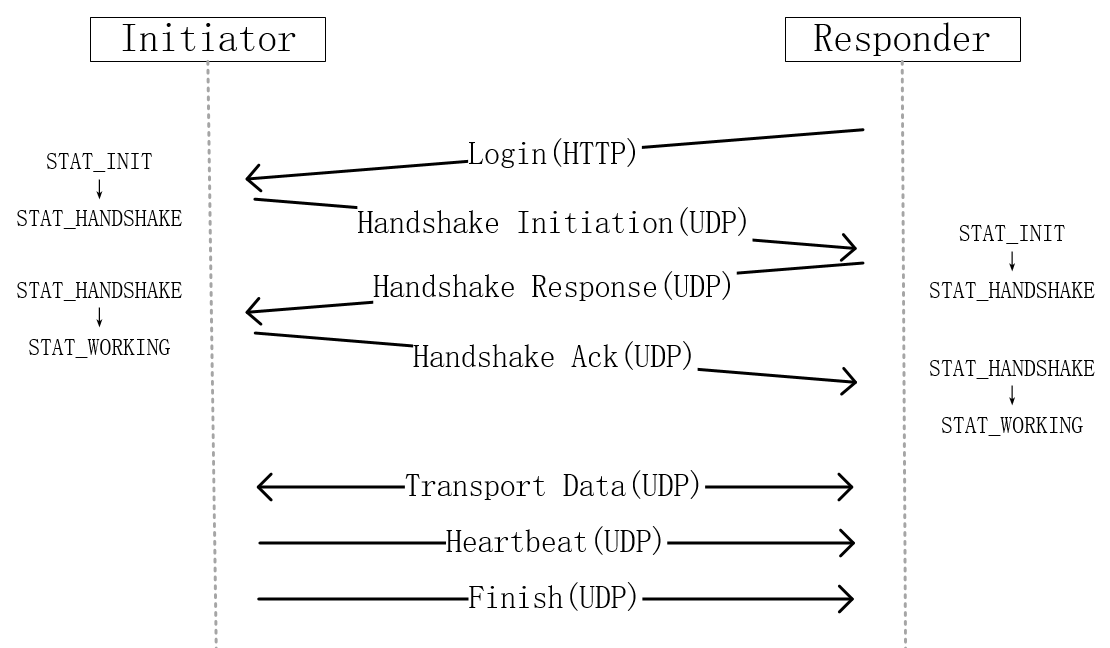 Initiator
Responder
Login(HTTP)
STAT_INIT
STAT_HANDSHAKE
Handshake Initiation(UDP)
STAT_INIT
STAT_HANDSHAKE
Handshake Response(UDP)
STAT_HANDSHAKE
STAT_WORKING
Handshake Ack(UDP)
STAT_HANDSHAKE
STAT_WORKING
Transport Data(UDP)
Heartbeat(UDP)
Finish(UDP)